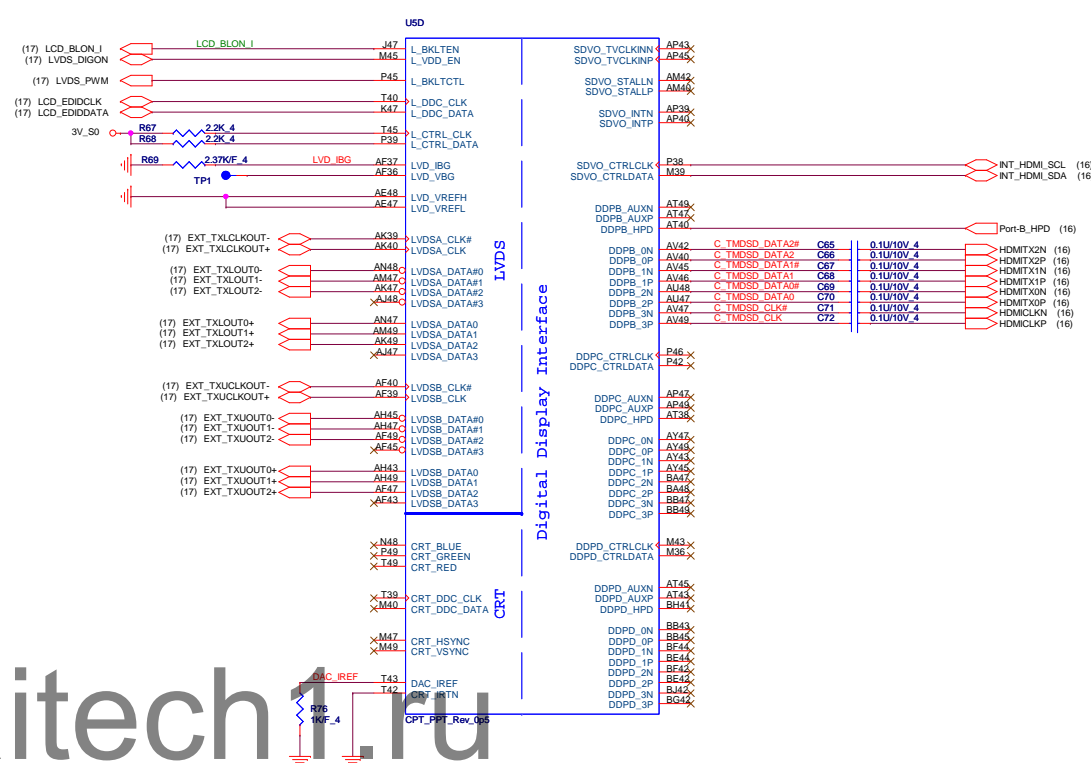 U5D
(17) LCD_BLON_I LCD_BLON_I J47 L_BKLTEN
(17) LVDS_DIGON M45 L_VDD_EN
(17) LVDS_PWM P45 L_BKLTCTL
(17) LCD_EDIDCLK T40 L_DDC_CLK
(17) LCD_EDIDDATA K47 L_DDC_DATA
3V_S0 R67 2.2K_4 T45 L_CTRL_CLK
R68 2.2K_4 P39 L_CTRL_DATA
R69 2.37K/F_4 LVD_IBG AF37 LVD_IBG
TP1 AF36 LVD_VBG
AE48 LVD_VREFH
AE47 LVD_VREFL
(17) EXT_TXLCLKOUT- AK39 LVDSA_CLK#
(17) EXT_TXLCLKOUT+ AK40 LVDSA_CLK
(17) EXT_TXLOUT0- AN48 LVDSA_DATA#0
(17) EXT_TXLOUT1- AM47 LVDSA_DATA#1
(17) EXT_TXLOUT2- AK47 LVDSA_DATA#2
AJ48 LVDSA_DATA#3
(17) EXT_TXLOUT0+ AN47 LVDSA_DATA0
(17) EXT_TXLOUT1+ AM49 LVDSA_DATA1
(17) EXT_TXLOUT2+ AK49 LVDSA_DATA2
AJ47 LVDSA_DATA3
(17) EXT_TXUCLKOUT- AF40 LVDSB_CLK#
(17) EXT_TXUCLKOUT+ AF39 LVDSB_CLK
(17) EXT_TXUOUT0- AH45 LVDSB_DATA#0
(17) EXT_TXUOUT1- AH47 LVDSB_DATA#1
(17) EXT_TXUOUT2- AF49 LVDSB_DATA#2
AF45 LVDSB_DATA#3
(17) EXT_TXUOUT0+ AH43 LVDSB_DATA0
(17) EXT_TXUOUT1+ AH49 LVDSB_DATA1
(17) EXT_TXUOUT2+ AF47 LVDSB_DATA2
AF43 LVDSB_DATA3
N48 CRT_BLUE
P49 CRT_GREEN
T49 CRT_RED
T39 CRT_DDC_CLK
M40 CRT_DDC_DATA
M47 CRT_HSYNC
M49 CRT_VSYNC
DAC_IREF T43 DAC_IREF
T42 CRT_IRTN
R76
1K/F_4
CPT_PPT_Rev_0p5
LVDS
CRT
Digital Display Interface
SDVO_TVCLKINN AP43
SDVO_TVCLKINP AP45
SDVO_STALLN AM42
SDVO_STALLP AM40
SDVO_INTN AP39
SDVO_INTP AP40
SDVO_CTRLCLK P38 INT_HDMI_SCL (16)
SDVO_CTRLDATA M39 INT_HDMI_SDA (16
DDPB_AUXN AT49
DDPB_AUXP AT47
DDPB_HPD AT40 Port-B_HPD (16)
DDPB_0N AV42 C_TMDSD_DATA2# C65 0.1U/10V_4 HDMITX2N (16)
DDPB_0P AV40 C_TMDSD_DATA2 C66 0.1U/10V_4 HDMITX2P (16)
DDPB_1N AV45 C_TMDSD_DATA1# C67 0.1U/10V_4 HDMITX1N (16)
DDPB_1P AV46 C_TMDSD_DATA1 C68 0.1U/10V_4 HDMITX1P (16)
DDPB_2N AU48 C_TMDSD_DATA0# C69 0.1U/10V_4 HDMITX0N (16)
DDPB_2P AU47 C_TMDSD_DATA0 C70 0.1U/10V_4 HDMITX0P (16)
DDPB_3N AV47 C_TMDSD_CLK# C71 0.1U/10V_4 HDMICLKN (16)
DDPB_3P AV49 C_TMDSD_CLK C72 0.1U/10V_4 HDMICLKP (16)
DDPC_CTRLCLK P46
DDPC_CTRLDATA P42
DDPC_AUXN AP47
DDPC_AUXP AP49
DDPC_HPD AT38
DDPC_0N AY47
DDPC_0P AY49
DDPC_1N AY43
DDPC_1P AY45
DDPC_2N BA47
DDPC_2P BA48
DDPC_3N BB47
DDPC_3P BB49
DDPD_CTRLCLK M43
DDPD_CTRLDATA M36
DDPD_AUXN AT45
DDPD_AUXP AT43
DDPD_HPD BH41
DDPD_0N BB43
DDPD_0P BB45
DDPD_1N BF44
DDPD_1P BE44
DDPD_2N BF42
DDPD_2P BE42
DDPD_3N BJ42
DDPD_3P BG42
itech1.ru